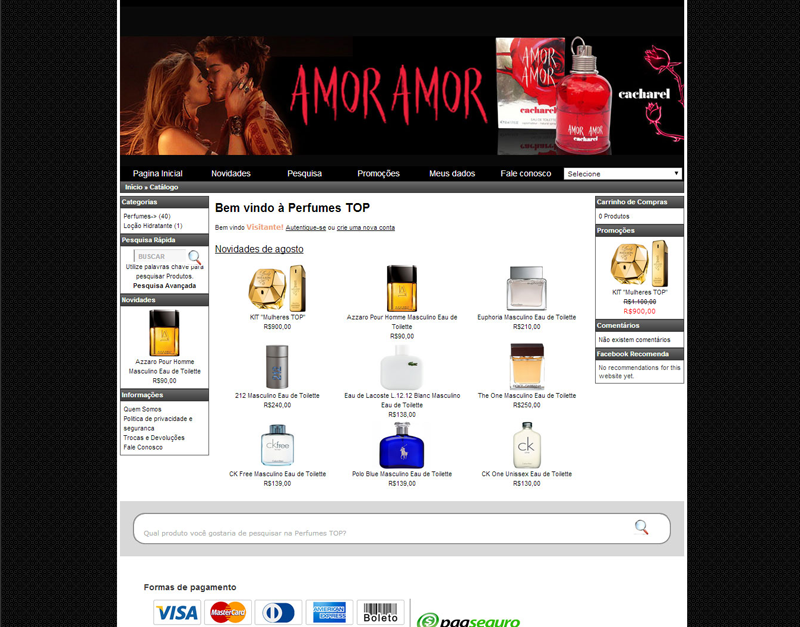 AMOR AMOR
AMOR
AMOR
cacharel
AMOR AMOR
cacharel
cacharel
Pagina Inicial
Novidades
Pesquisa
Promoções
Meus dados
Fale conosco
Selecione
Início » Catálogo
Categorias
Perfumes-> (40)
Loção Hidratante (1)
Pesquisa Rápida
BUSCAR
Utilize palavras chave para
pesquisar Produtos.
Pesquisa Avançada
Novidades
Azzaro Pour Homme
Masculino Eau de Toilette
R$90,00
Informações
Quem Somos
Politica de privacidade e
segurança
Trocas e Devoluções
Fale Conosco
Bem vindo à Perfumes TOP
Bem vindo Visitante! Autentique-se ou crie uma nova conta
Novidades de agosto
KIT "Mulheres TOP"
R$900,00
Azzaro Pour Homme Masculino Eau de
Toilette
R$90,00
Euphoria Masculino Eau de Toilette
R$210,00
212 Masculino Eau de Toilette
R$240,00
Eau de Lacoste L.12.12 Blanc Masculino
Eau de Toilette
R$138,00
The One Masculino Eau de Toilette
R$250,00
ck free
CK Free Masculino Eau de Toilette
R$139,00
Polo Blue Masculino Eau de Toilette
R$139,00
ck
CK One Unissex Eau de Toilette
R$130,00
Carrinho de Compras
0 Produtos
Promoções
KIT "Mulheres TOP"
R$1.100,00
R$900,00
Comentários
Não existem comentários
Facebook Recomenda
No recommendations for this
website yet.
Qual produto você gostaria de pesquisar na Perfumes TOP?
Formas de pagamento
VISA
MasterCard
AMERICAN
EXPRESS
Boleto
pagseguro